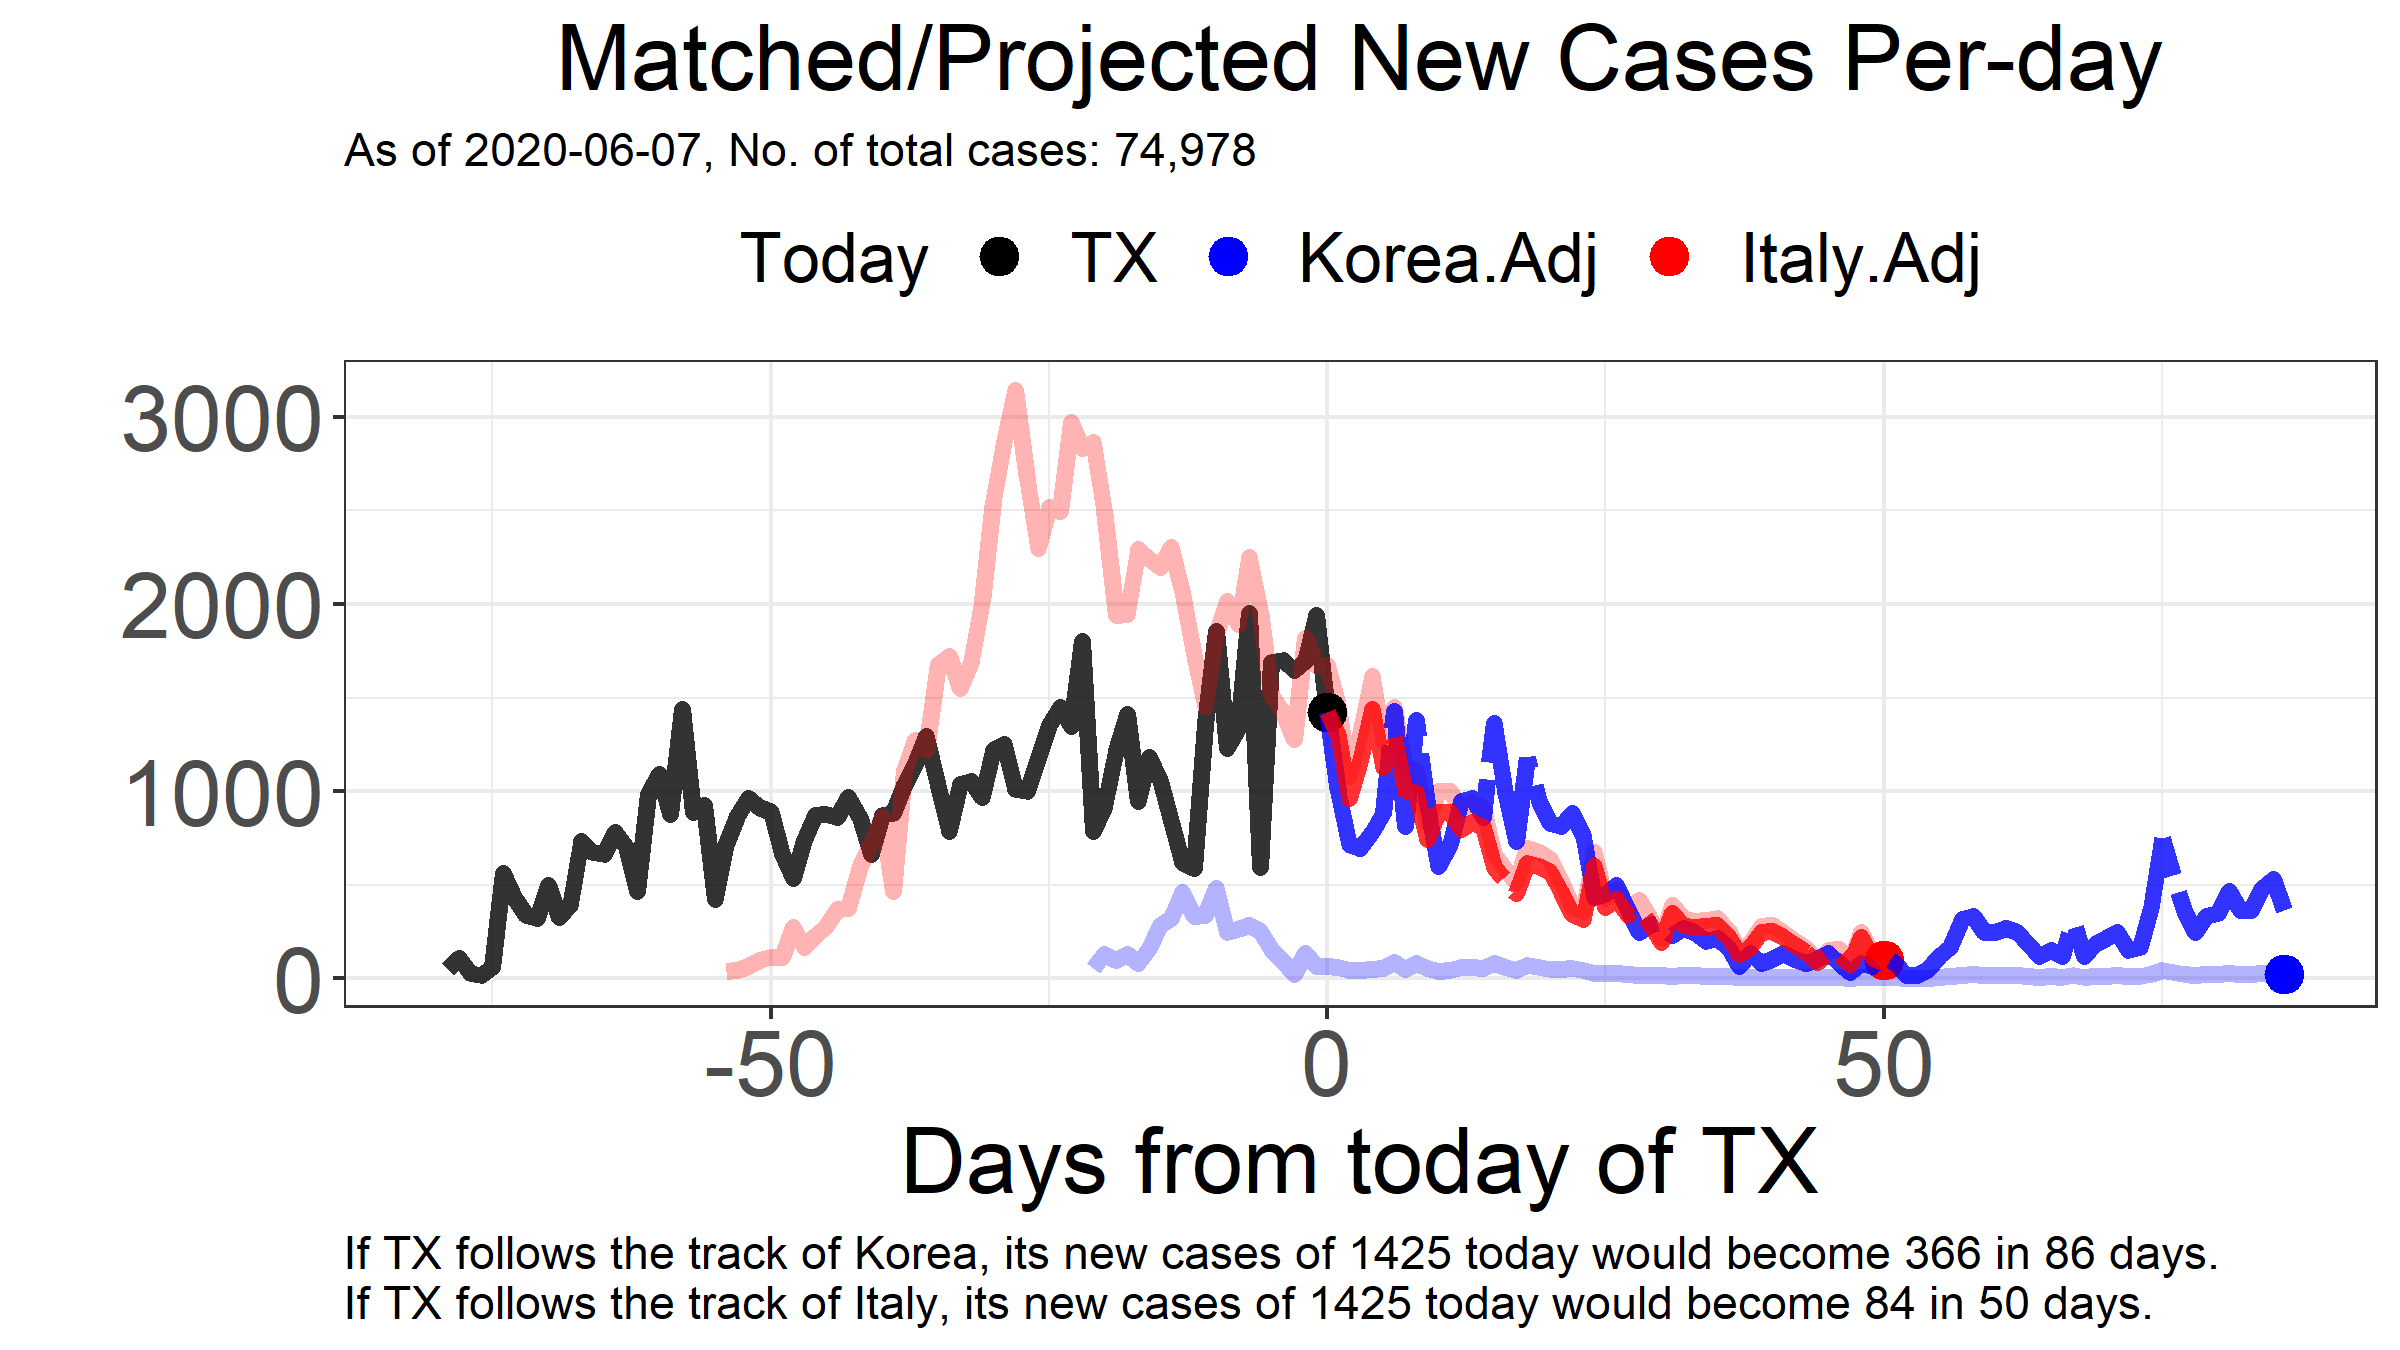 Matched/Projected New Cases Per-day
As of 2020-06-07, No. of total cases: 74,978
Today TX Korea.Adj Italy.Adj
3000
2000
1000
0
-50 0 50
Days from today of TX
If TX follows the track of Korea, its new cases of 1425 today would become 366 in 86 days.
If TX follows the track of Italy, its new cases of 1425 today would become 84 in 50 days.